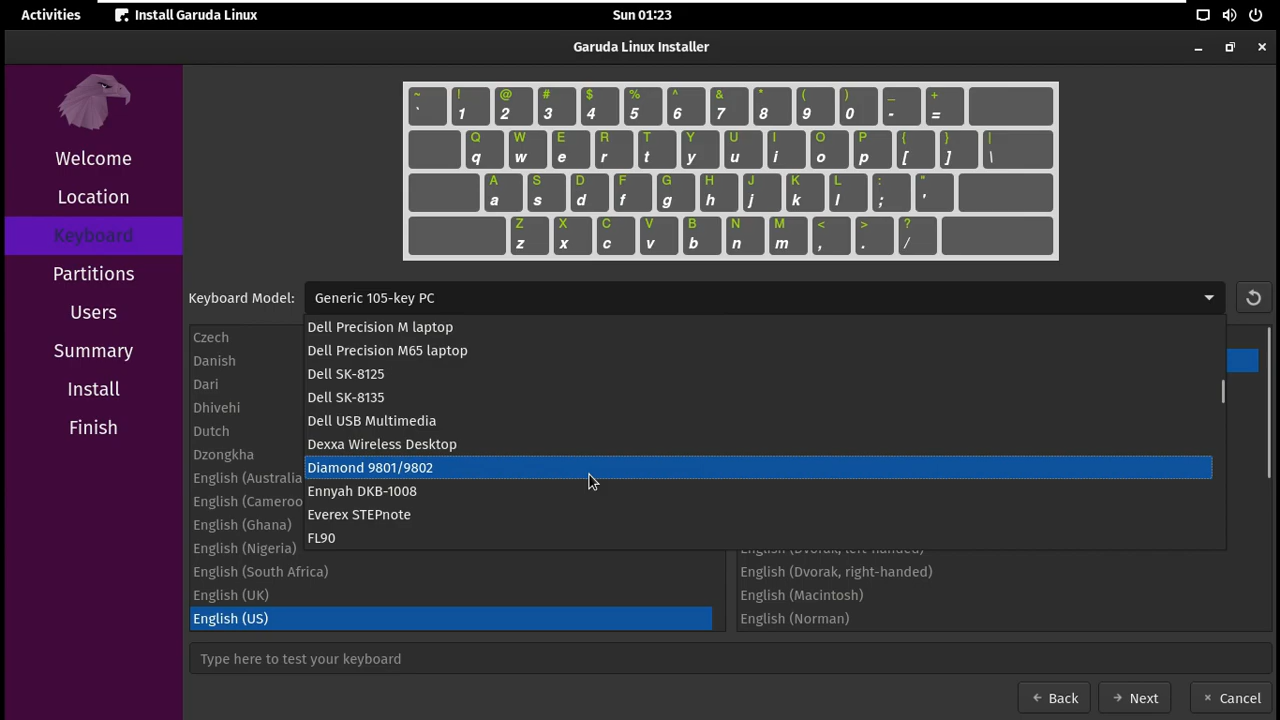 Activities Install Garuda Linux Sun 01:23
Garuda Linux Installer
Welcome
Location
Keyboard
Partitions
Users
Summary
Install
Finish
~ ! @ # $ % ^ & * ( ) _ +
` 1 2 3 4 5 6 7 8 9 0 - =
Q W E R T Y U I O P { } |
q w e r t y u i o p [ ] \
A S D F G H J K L : "
a s d f g h j k l ; '
Z X C V B N M < > ?
z x c v b n m , . /
Keyboard Model: Generic 105-key PC
Dell Precision M laptop
Dell Precision M65 laptop
Dell SK-8125
Dell SK-8135
Dell USB Multimedia
Dexxa Wireless Desktop
Diamond 9801/9802
Ennyah DKB-1008
Everex STEPnote
FL90
Czech
Danish
Dari
Dhivehi
Dutch
Dzongkha
English (Australia
English (Cameroo
English (Ghana)
English (Nigeria)
English (South Africa)
English (UK)
English (US)
English (Dvorak, left-handed)
English (Dvorak, right-handed)
English (Macintosh)
English (Norman)
Type here to test your keyboard
Back Next Cancel